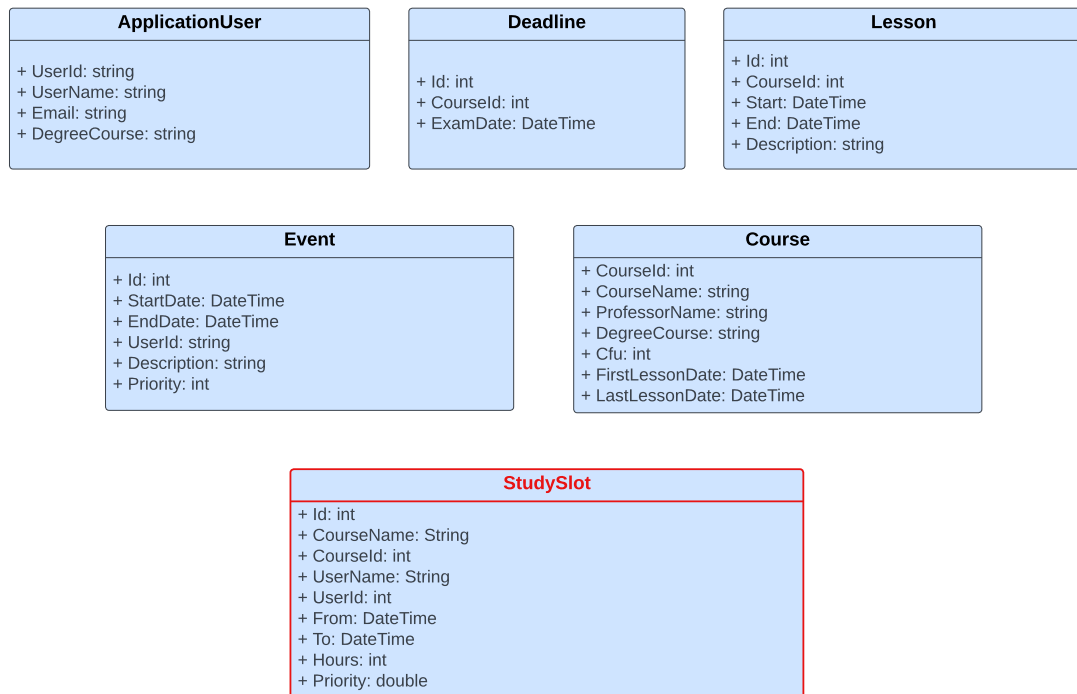 ApplicationUser
+ UserId: string
+ UserName: string
+ Email: string
+ DegreeCourse: string
Deadline
+ Id: int
+ CourseId: int
+ ExamDate: DateTime
Lesson
+ Id: int
+ CourseId: int
+ Start: DateTime
+ End: DateTime
+ Description: string
Event
+ Id: int
+ StartDate: DateTime
+ EndDate: DateTime
+ UserId: string
+ Description: string
+ Priority: int
Course
+ CourseId: int
+ CourseName: string
+ ProfessorName: string
+ DegreeCourse: string
+ Cfu: int
+ FirstLessonDate: DateTime
+ LastLessonDate: DateTime
StudySlot
+ Id: int
+ CourseName: String
+ CourseId: int
+ UserName: String
+ UserId: int
+ From: DateTime
+ To: DateTime
+ Hours: int
+ Priority: double